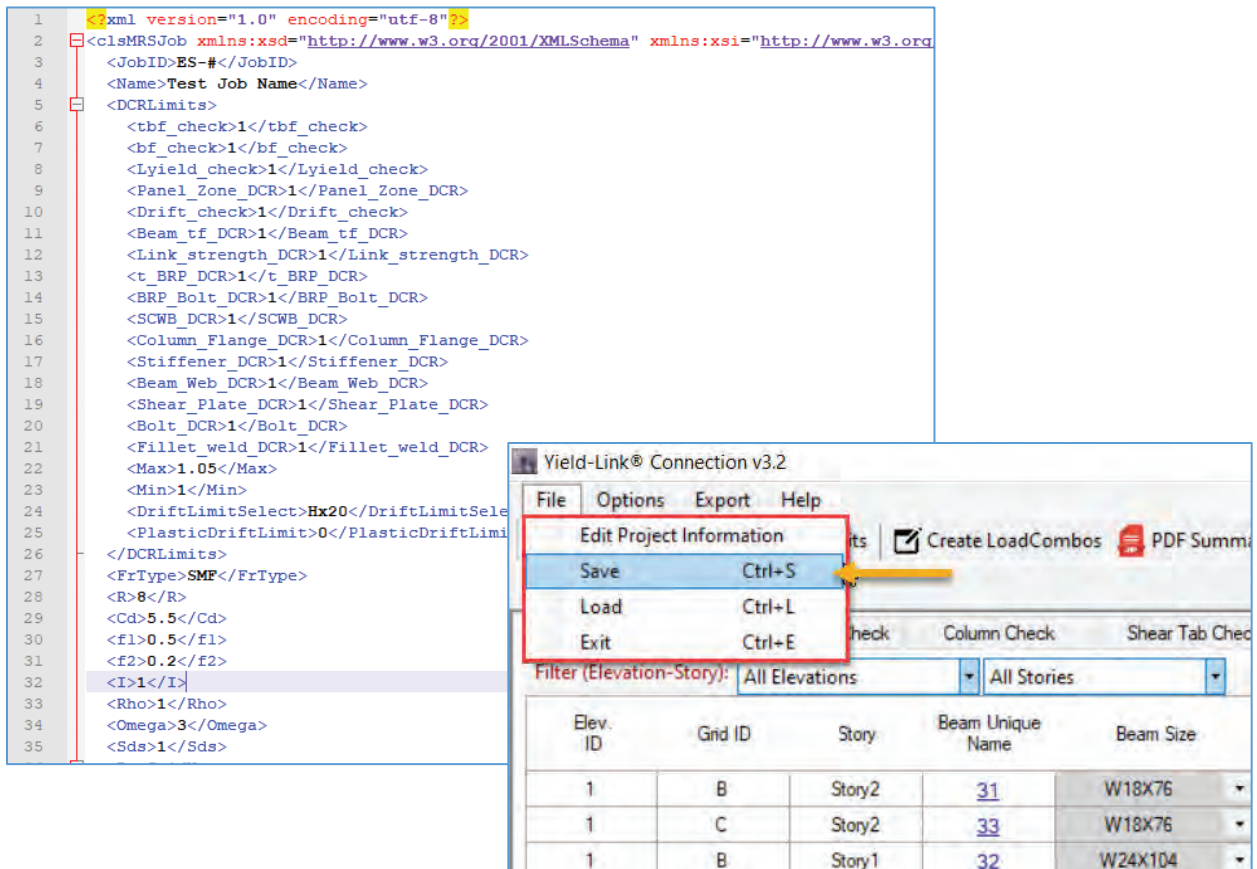 1 <?xml version="1.0" encoding="utf-8"?>
2 <clsMRSJob xmlns:xsd="http://www.w3.org/2001/XMLSchema" xmlns:xsi="http://www.w3.org
3 <JobID>ES-#</JobID>
4 <Name>Test Job Name</Name>
5 <DCRLimits>
6 <tbf_check>1</tbf_check>
7 <bf_check>1</bf_check>
8 <Lyield_check>1</Lyield_check>
9 <Panel_Zone_DCR>1</Panel_Zone_DCR>
10 <Drift_check>1</Drift_check>
11 <Beam_tf_DCR>1</Beam_tf_DCR>
12 <Link_strength_DCR>1</Link_strength_DCR>
13 <t_BRP_DCR>1</t_BRP_DCR>
14 <BRP_Bolt_DCR>1</BRP_Bolt_DCR>
15 <SCWB_DCR>1</SCWB_DCR>
16 <Column_Flange_DCR>1</Column_Flange_DCR>
17 <Stiffener_DCR>1</Stiffener_DCR>
18 <Beam_Web_DCR>1</Beam_Web_DCR>
19 <Shear_Plate_DCR>1</Shear_Plate_DCR>
20 <Bolt_DCR>1</Bolt_DCR>
21 <Fillet_weld_DCR>1</Fillet_weld_DCR>
22 <Max>1.05</Max>
23 <Min>1</Min>
24 <DriftLimitSelect>Hx20</DriftLimitSele
25 <PlasticDriftLimit>0</PlasticDriftLimi
26 </DCRLimits>
27 <FrType>SMF</FrType>
28 <R>8</R>
29 <Cd>5.5</Cd>
30 <f1>0.5</f1>
31 <f2>0.2</f2>
32 <I>1</I>
33 <Rho>1</Rho>
34 <Omega>3</Omega>
35 <Sds>1</Sds>
Yield-Link® Connection v3.2
File Options Export Help
Edit Project Information
its Create LoadCombos PDF Summa
Save Ctrl+S
Load Ctrl+L
Exit Ctrl+E
heck Column Check Shear Tab Chec
Filter (Elevation-Story): All Elevations All Stories
Elev. ID Grid ID Story Beam Unique Name Beam Size
1 B Story2 31 W18X76
1 C Story2 33 W18X76
1 B Story1 32 W24X104